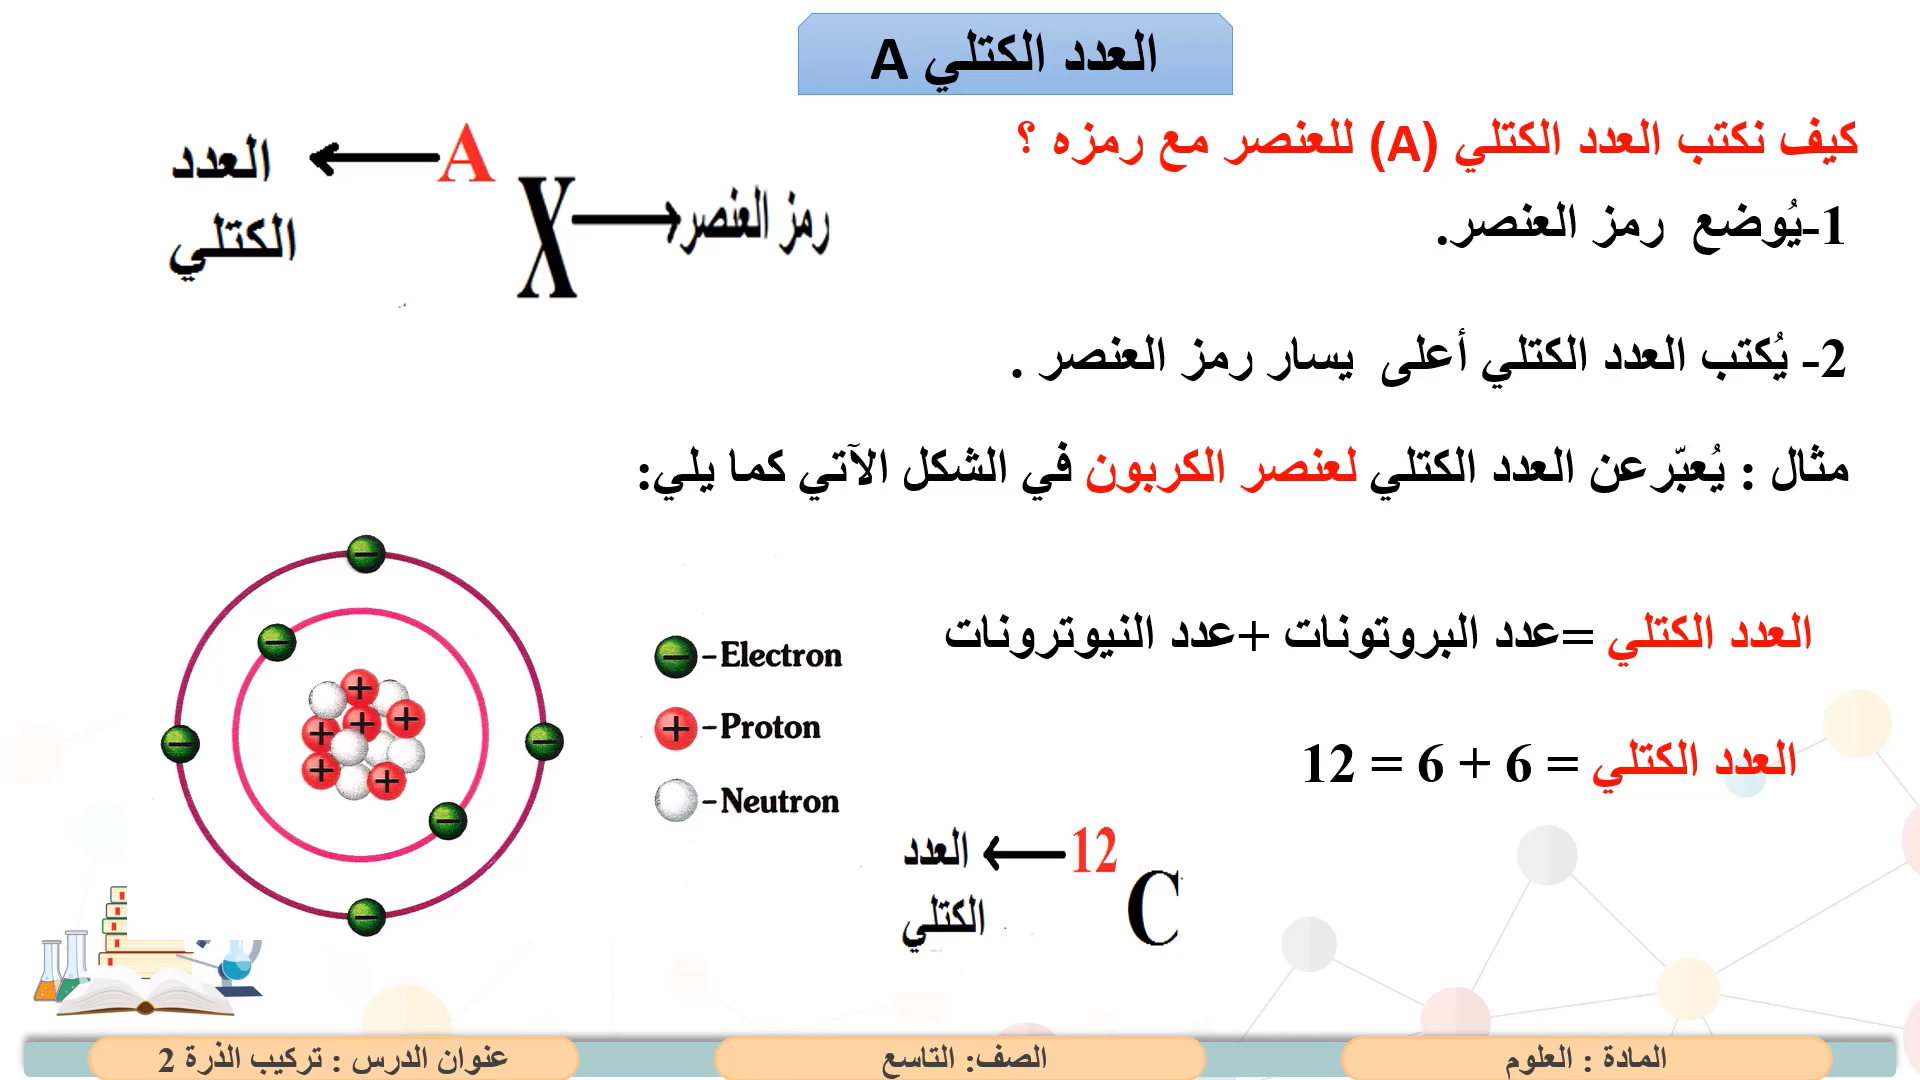 العدد الكتلي A
كيف نكتب العدد الكتلي (A) للعنصر مع رمزه ؟
1-يُوضع رمز العنصر.
A
العدد
الكتلي
X
رمز العنصر
2- يُكتب العدد الكتلي أعلى يسار رمز العنصر .
مثال : يُعبّرعن العدد الكتلي لعنصر الكربون في الشكل الآتي كما يلي:
العدد الكتلي =عدد البروتونات +عدد النيوترونات
العدد الكتلي = 6 + 6 = 12
-Electron
-Proton
-Neutron
12
العدد
الكتلي
C
المادة : العلوم
الصف: التاسع
عنوان الدرس : تركيب الذرة 2